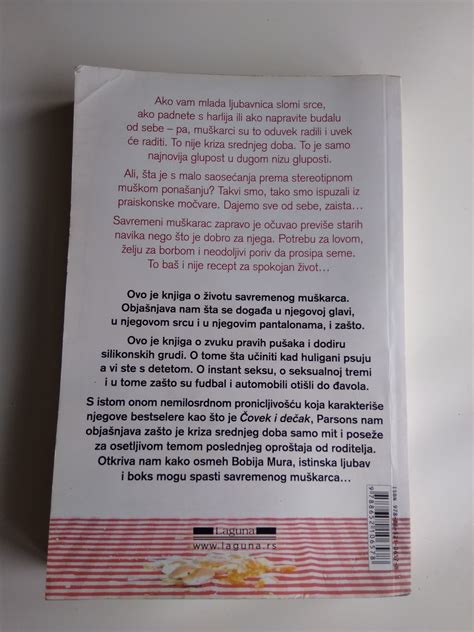 Ako vam mlada ljubavnica slomi srce,
ako padnete s harlija ili ako napravite budalu
od sebe – pa, muškarci su to oduvek radili i uvek
će raditi. To nije kriza srednjeg doba. To je samo
najnovija glupost u dugom nizu gluposti.
Ali, šta je s malo saosećanja prema stereotipnom
muškom ponašanju? Takvi smo, tako smo ispuzali iz
praiskonske močvare. Dajemo sve od sebe, zaista...
Savremeni muškarac zapravo je očuvao previše starih
navika nego što je dobro za njega. Potrebu za lovom,
želju za borbom i neodoljivi poriv da prosipa seme.
To baš i nije recept za spokojan život...
Ovo je knjiga o životu savremenog muškarca.
Objašnjava nam šta se događa u njegovoj glavi,
u njegovom srcu i u njegovim pantalonama, i zašto.
Ovo je knjiga o zvuku pravih pušaka i dodiru
silikonskih grudi. O tome šta učiniti kad huligani psuju
a vi ste s detetom. O instant seksu, o seksualnoj tremi
i u tome zašto su fudbal i automobili otišli do đavola.
S istom onom nemilosrdnom pronicljivošću koja karakteriše
njegove bestselere kao što je Čovek i dečak, Parsons nam
objašnjava zašto je kriza srednjeg doba samo mit i poseže
za osetljivom temom poslednjeg oproštaja od roditelja.
Otkriva nam kako osmeh Bobija Mura, istinska ljubav
i boks mogu spasti savremenog muškarca...
Laguna
www.laguna.rs